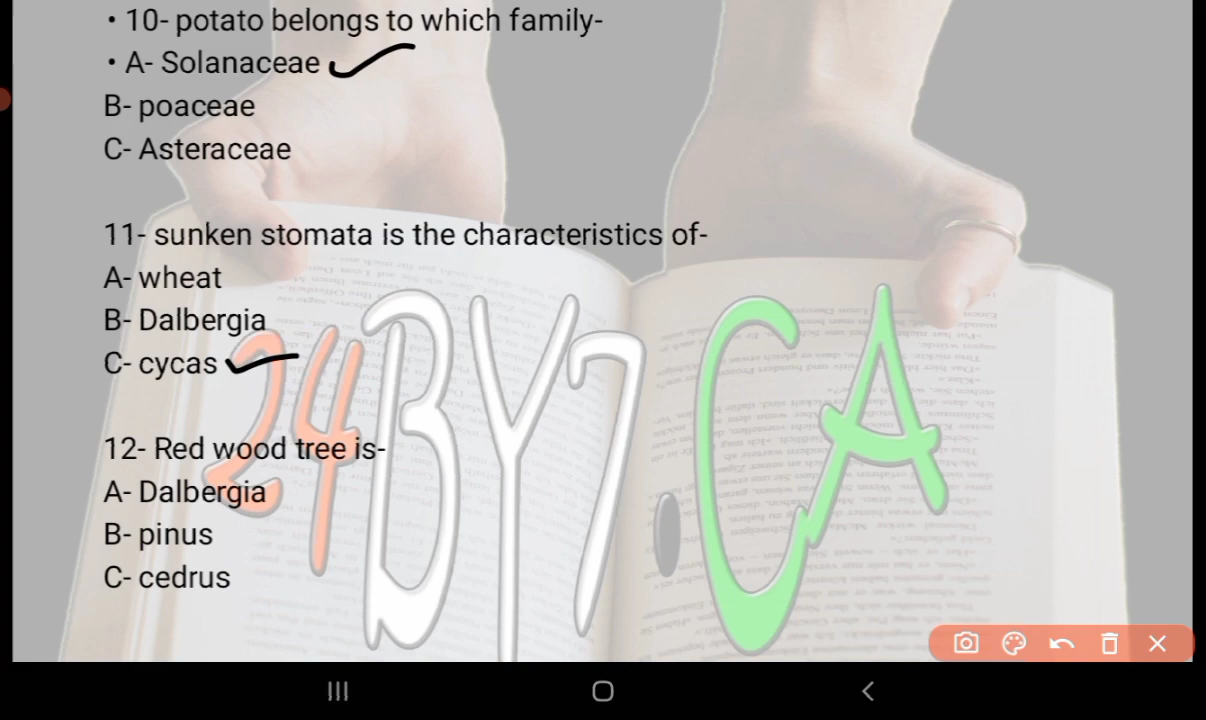 • 10- potato belongs to which family-
• A- Solanaceae
B- poaceae
C- Asteraceae
11- sunken stomata is the characteristics of-
A- wheat
B- Dalbergia
C- cycas
12- Red wood tree is-
A- Dalbergia
B- pinus
C- cedrus
24BY7.CA